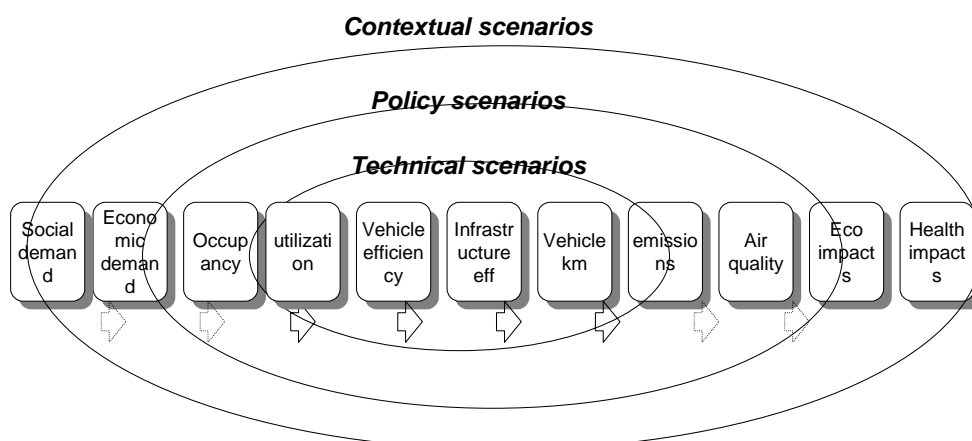 Contextual scenarios
Policy scenarios
Technical scenarios
Social
deman
d
Econo
mic
deman
d
Occup
ancy
utilizati
on
Vehicle
efficien
cy
Infrastr
ucture
eff
Vehicle
km
emissio
ns
Air
quality
Eco
impact
s
Health
impact
s